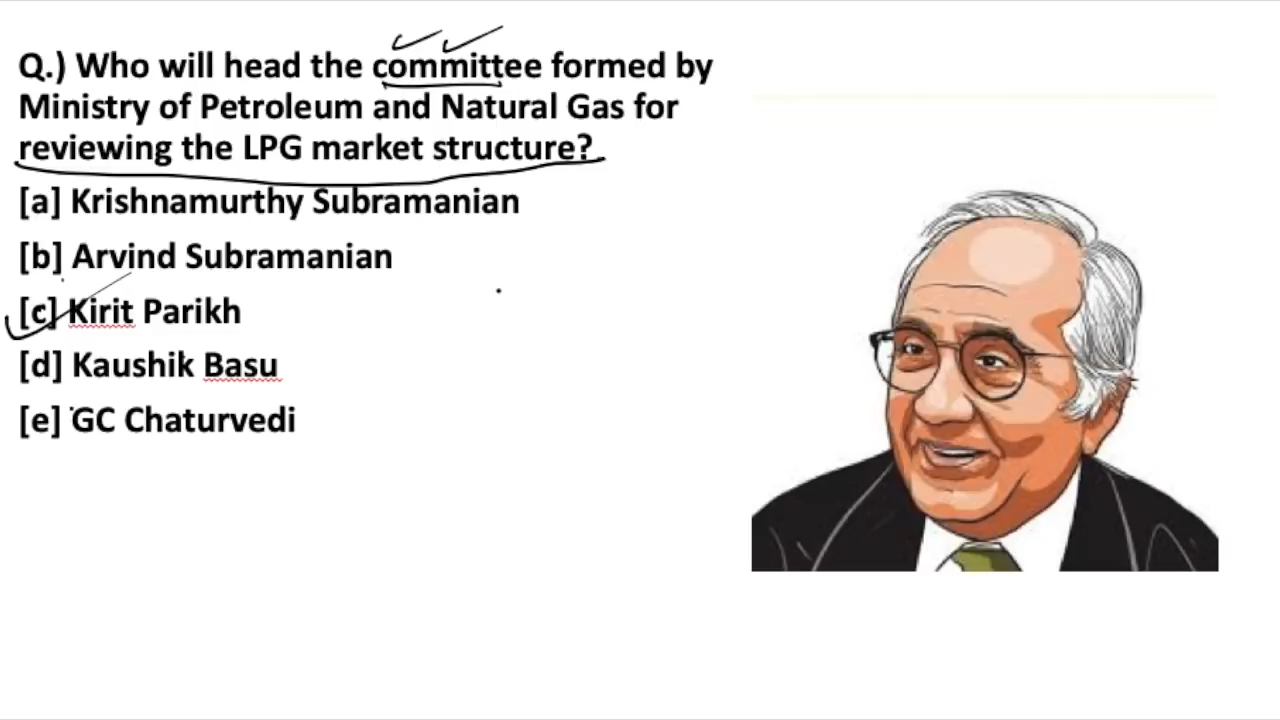 Q.) Who will head the committee formed by
Ministry of Petroleum and Natural Gas for
reviewing the LPG market structure?
[a] Krishnamurthy Subramanian
[b] Arvind Subramanian
[c] Kirit Parikh
[d] Kaushik Basu
[e] GC Chaturvedi